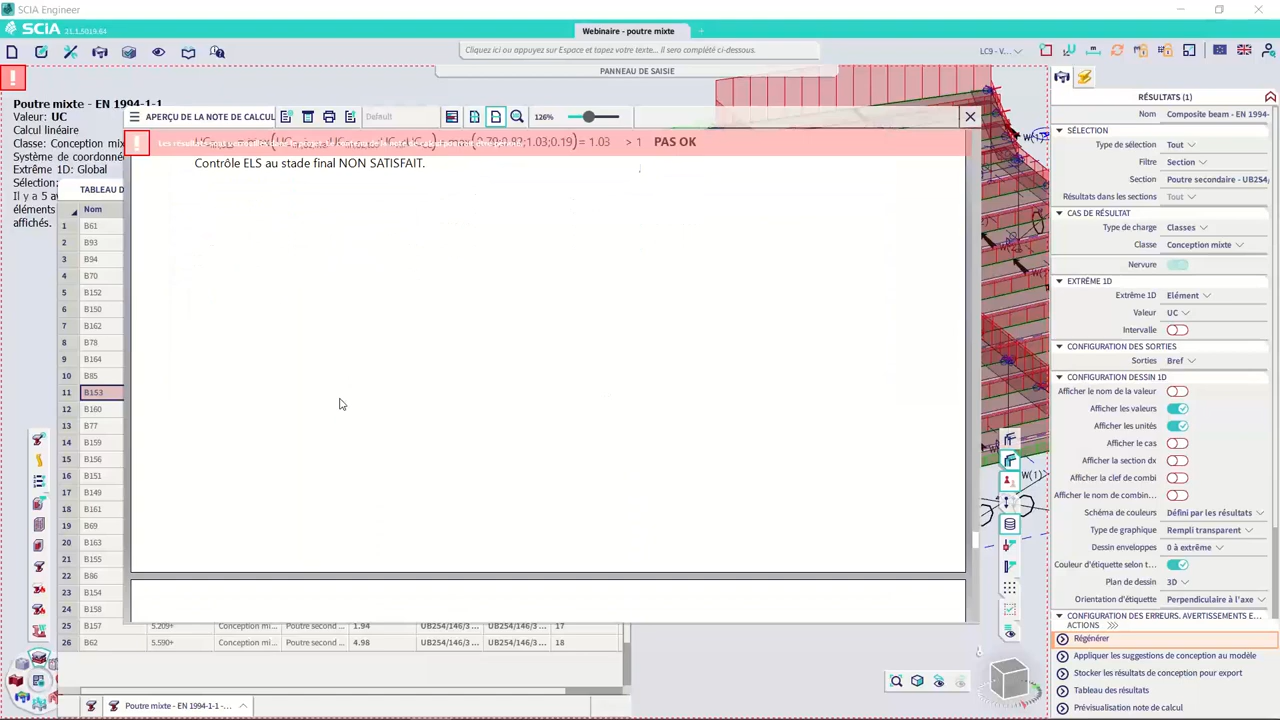 SCIA Engineer
SCIA 21.1.5019.64
Webinaire - poutre mixte
Cliquez ici ou appuyez sur Espace et tapez votre texte... Il sera complété ci-dessous.
LC9 - V...
PANNEAU DE SAISIE
Poutre mixte - EN 1994-1-1
Valeur: UC
Calcul linéaire
Classe: Conception mixt
Système de coordonné
Extrême 1D: Global
Sélection:
Il y a 5 av
éléments
affichés.
APERÇU DE LA NOTE DE CALCUL
Default
126%
= 1.03 > 1 PAS OK
Contrôle ELS au stade final NON SATISFAIT.
TABLEAU D
Nom
1 B61
2 B93
3 B94
4 B70
5 B152
6 B150
7 B162
8 B78
9 B164
10 B85
11 B153
12 B160
13 B77
14 B159
15 B156
16 B151
17 B149
18 B161
19 B69
20 B163
21 B155
22 B86
23 B154
24 B158
25 B157 5.209+ Conception mi... Poutre second... 1.94 UB254/146/3... UB254/146/3... 17
26 B62 5.590+ Conception mi... Poutre second... 4.98 UB254/146/3... UB254/146/3... 18
Poutre mixte - EN 1994-1-1 -...
W(1)
RÉSULTATS (1)
Nom Composite beam - EN 1994-
SÉLECTION
Type de sélection Tout
Filtre Section
Section Poutre secondaire - UB254/
Résultats dans les sections Tout
CAS DE RÉSULTAT
Type de charge Classes
Classe Conception mixte
Nervure
EXTRÊME 1D
Extrême 1D Elément
Valeur UC
Intervalle
CONFIGURATION DES SORTIES
Sorties Bref
CONFIGURATION DESSIN 1D
Afficher le nom de la valeur
Afficher les valeurs
Afficher les unités
Afficher le cas
Afficher la section dx
Afficher la clef de combi
Afficher le nom de combin...
Schéma de couleurs Défini par les résultats
Type de graphique Rempli transparent
Dessin enveloppes 0 à extrême
Couleur d'étiquette selon t...
Plan de dessin 3D
Orientation d'étiquette Perpendiculaire à l'axe
CONFIGURATION DES ERREURS. AVERTISSEMENTS E...
ACTIONS >>>
Régénérer
Appliquer les suggestions de conception au modèle
Stocker les résultats de conception pour export
Tableau des résultats
Prévisualisation note de calcul